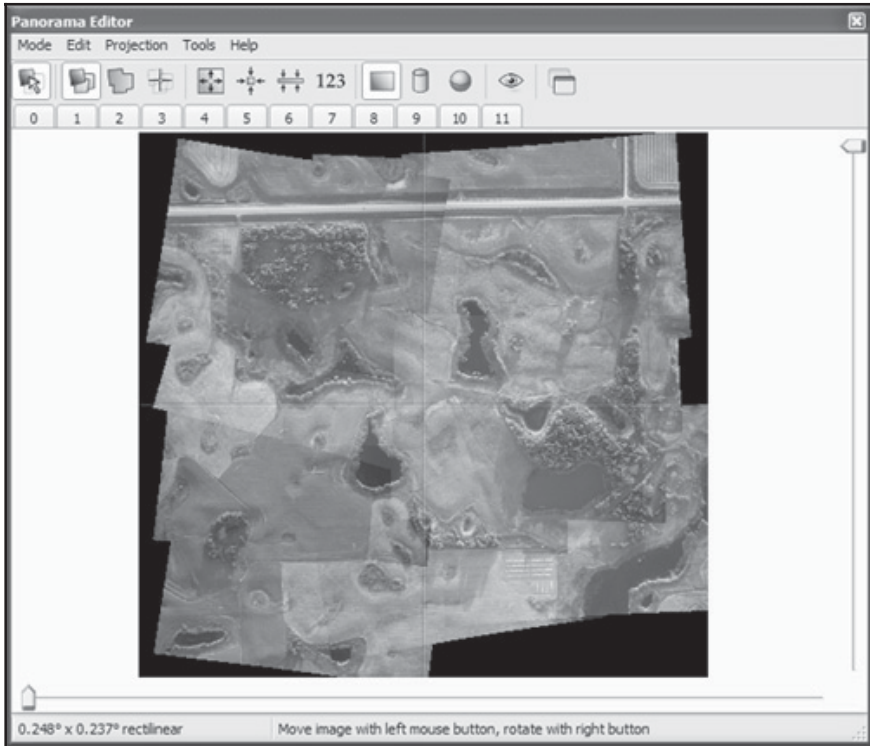 Panorama Editor
Mode Edit Projection Tools Help
123
0 1 2 3 4 5 6 7 8 9 10 11
0.248° x 0.237° rectilinear Move image with left mouse button, rotate with right button